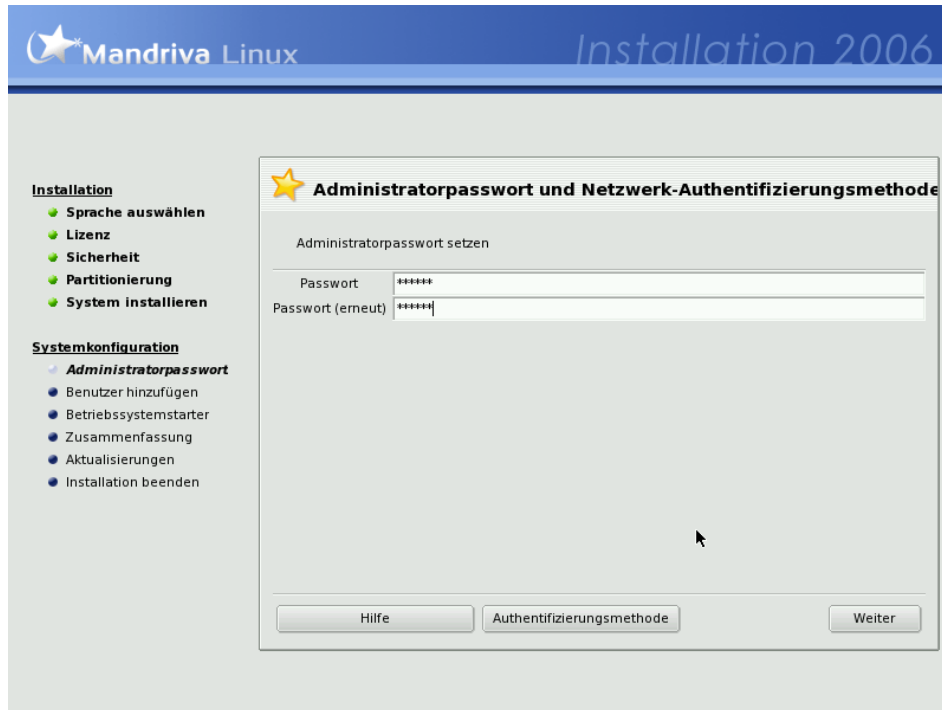 Mandriva Linux
Installation 2006
Installation
Sprache auswählen
Lizenz
Sicherheit
Partitionierung
System installieren
Systemkonfiguration
Administratorpasswort
Benutzer hinzufügen
Betriebssystemstarter
Zusammenfassung
Aktualisierungen
Installation beenden
Administratorpasswort und Netzwerk-Authentifizierungsmethode
Administratorpasswort setzen
Passwort ******
Passwort (erneut) ******
Hilfe
Authentifizierungsmethode
Weiter